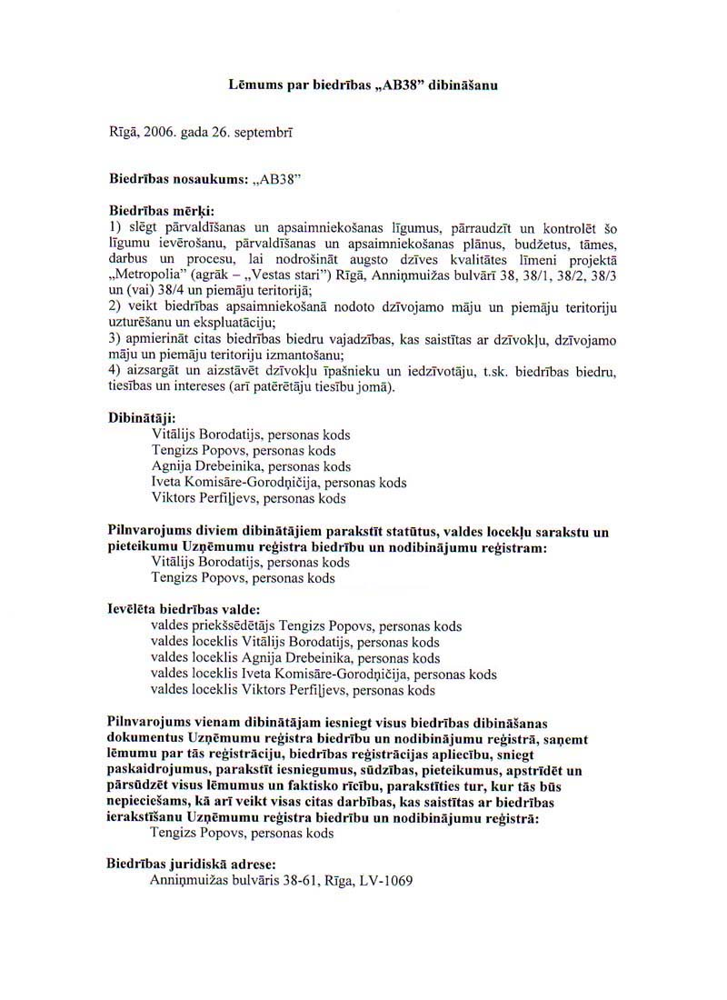 Lēmums par biedrības „AB38” dibināšanu
Rīgā, 2006. gada 26. septembrī
Biedrības nosaukums: „AB38”
Biedrības mērķi:
1) slēgt pārvaldīšanas un apsaimniekošanas līgumus, pārraudzīt un kontrolēt šo
līgumu ievērošanu, pārvaldīšanas un apsaimniekošanas plānus, budžetus, tāmes,
darbus un procesu, lai nodrošināt augsto dzīves kvalitātes līmeni projektā
„Metropolia” (agrāk – „Vestas stari”) Rīgā, Anniņmuižas bulvārī 38, 38/1, 38/2, 38/3
un (vai) 38/4 un piemāju teritorijā;
2) veikt biedrības apsaimniekošanā nodoto dzīvojamo māju un piemāju teritoriju
uzturēšanu un ekspluatāciju;
3) apmierināt citas biedrības biedru vajadzības, kas saistītas ar dzīvokļu, dzīvojamo
māju un piemāju teritoriju izmantošanu;
4) aizsargāt un aizstāvēt dzīvokļu īpašnieku un iedzīvotāju, t.sk. biedrības biedru,
tiesības un intereses (arī patērētāju tiesību jomā).
Dibinātāji:
Vitālijs Borodatijs, personas kods
Tengizs Popovs, personas kods
Agnija Drebeinika, personas kods
Iveta Komisāre-Gorodņičija, personas kods
Viktors Perfiļjevs, personas kods
Pilnvarojums diviem dibinātājiem parakstīt statūtus, valdes locekļu sarakstu un
pieteikumu Uzņēmumu reģistra biedrību un nodibinājumu reģistram:
Vitālijs Borodatijs, personas kods
Tengizs Popovs, personas kods
Ievēlēta biedrības valde:
valdes priekšsēdētājs Tengizs Popovs, personas kods
valdes loceklis Vitālijs Borodatijs, personas kods
valdes loceklis Agnija Drebeinika, personas kods
valdes loceklis Iveta Komisāre-Gorodņičija, personas kods
valdes loceklis Viktors Perfiļjevs, personas kods
Pilnvarojums vienam dibinātājam iesniegt visus biedrības dibināšanas
dokumentus Uzņēmumu reģistra biedrību un nodibinājumu reģistrā, saņemt
lēmumu par tās reģistrāciju, biedrības reģistrācijas apliecību, sniegt
paskaidrojumus, parakstīt iesniegumus, sūdzības, pieteikumus, apstrīdēt un
pārsūdzēt visus lēmumus un faktisko rīcību, parakstīties tur, kur tās būs
nepieciešams, kā arī veikt visas citas darbības, kas saistītas ar biedrības
ierakstīšanu Uzņēmumu reģistra biedrību un nodibinājumu reģistrā:
Tengizs Popovs, personas kods
Biedrības juridiskā adrese:
Anniņmuižas bulvāris 38-61, Rīga, LV-1069